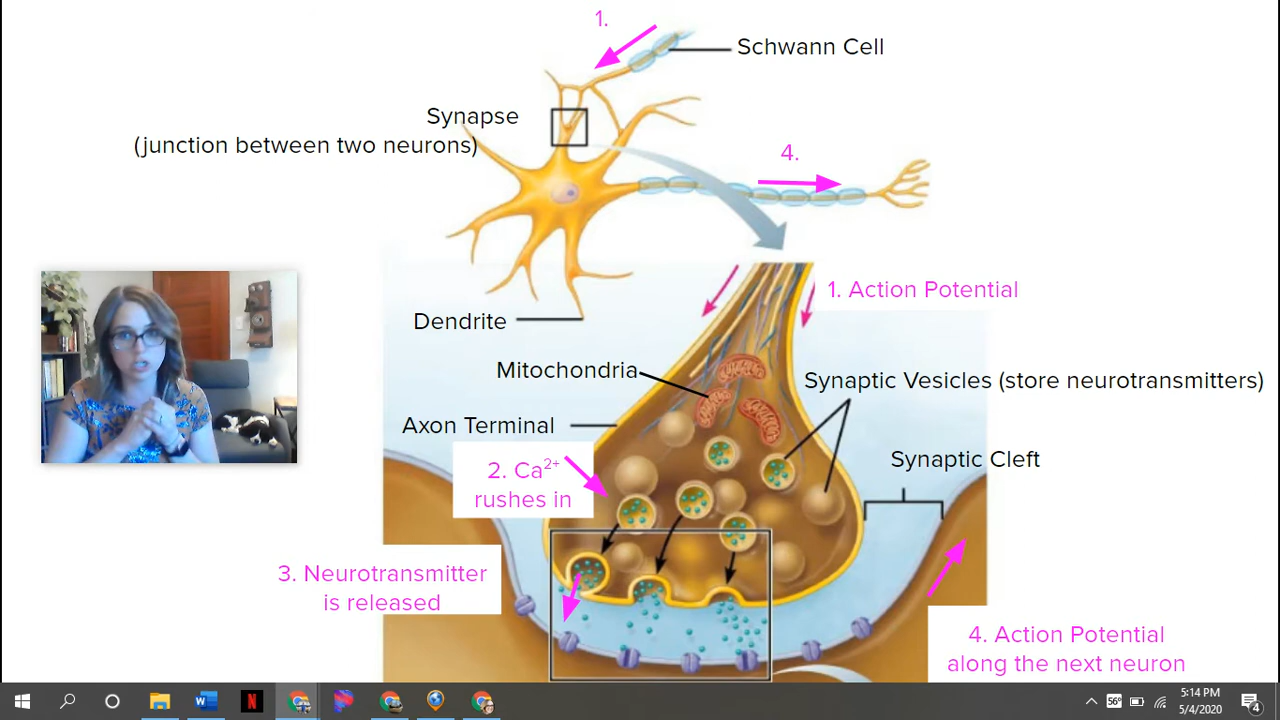 1.
Schwann Cell
Synapse
(junction between two neurons)
4.
1. Action Potential
Dendrite
Mitochondria
Synaptic Vesicles (store neurotransmitters)
Axon Terminal
Synaptic Cleft
2. Ca²⁺
rushes in
3. Neurotransmitter
is released
4. Action Potential
along the next neuron
W
N
56°
5:14 PM
5/4/2020
4